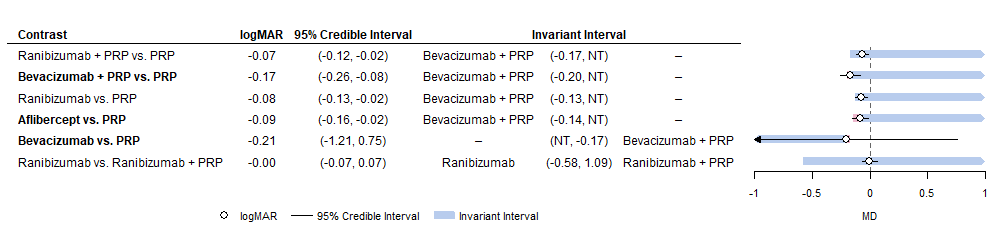 Contrast logMAR 95% Credible Interval Invariant Interval
Ranibizumab + PRP vs. PRP -0.07 (-0.12, -0.02) Bevacizumab + PRP (-0.17, NT) –
Bevacizumab + PRP vs. PRP -0.17 (-0.26, -0.08) Bevacizumab + PRP (-0.20, NT) –
Ranibizumab vs. PRP -0.08 (-0.13, -0.02) Bevacizumab + PRP (-0.13, NT) –
Aflibercept vs. PRP -0.09 (-0.16, -0.02) Bevacizumab + PRP (-0.14, NT) –
Bevacizumab vs. PRP -0.21 (-1.21, 0.75) – (NT, -0.17) Bevacizumab + PRP
Ranibizumab vs. Ranibizumab + PRP -0.00 (-0.07, 0.07) Ranibizumab (-0.58, 1.09) Ranibizumab + PRP
-1 -0.5 0 0.5 1
logMAR 95% Credible Interval Invariant Interval MD